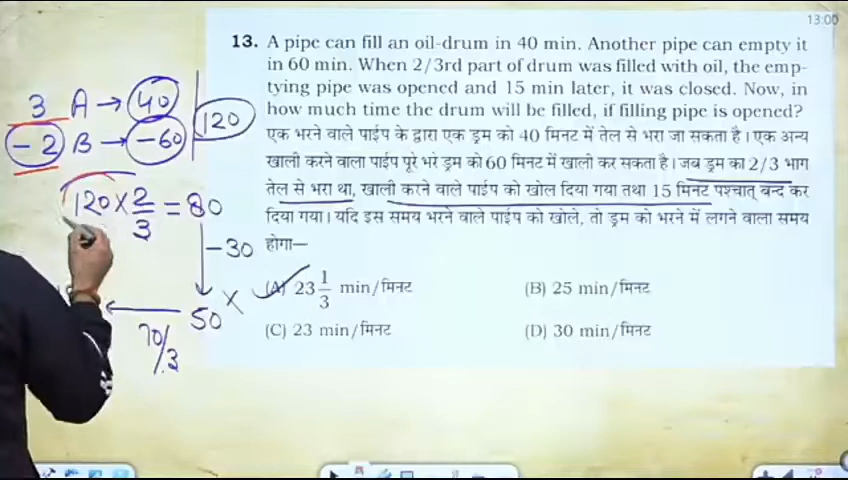 13:00
13. A pipe can fill an oil-drum in 40 min. Another pipe can empty it
in 60 min. When 2/3rd part of drum was filled with oil, the emp-
tying pipe was opened and 15 min later, it was closed. Now, in
how much time the drum will be filled, if filling pipe is opened?
एक भरने वाले पाईप के द्वारा एक ड्रम को 40 मिनट में तेल से भरा जा सकता है। एक अन्य
खाली करने वाला पाईप पूरे भरे ड्रम को 60 मिनट में खाली कर सकता है। जब ड्रम का 2/3 भाग
तेल से भरा था, खाली करने वाले पाईप को खोल दिया गया तथा 15 मिनट पश्चात् बन्द कर
दिया गया। यदि इस समय भरने वाले पाईप को खोले, तो ड्रम को भरने में लगने वाला समय
होगा—
(A) 23 1/3 min/मिनट
(B) 25 min/मिनट
(C) 23 min/मिनट
(D) 30 min/मिनट
3 A → 40
-2 B → -60
120
120 × 2/3 = 80
-30
50 ×
70/3